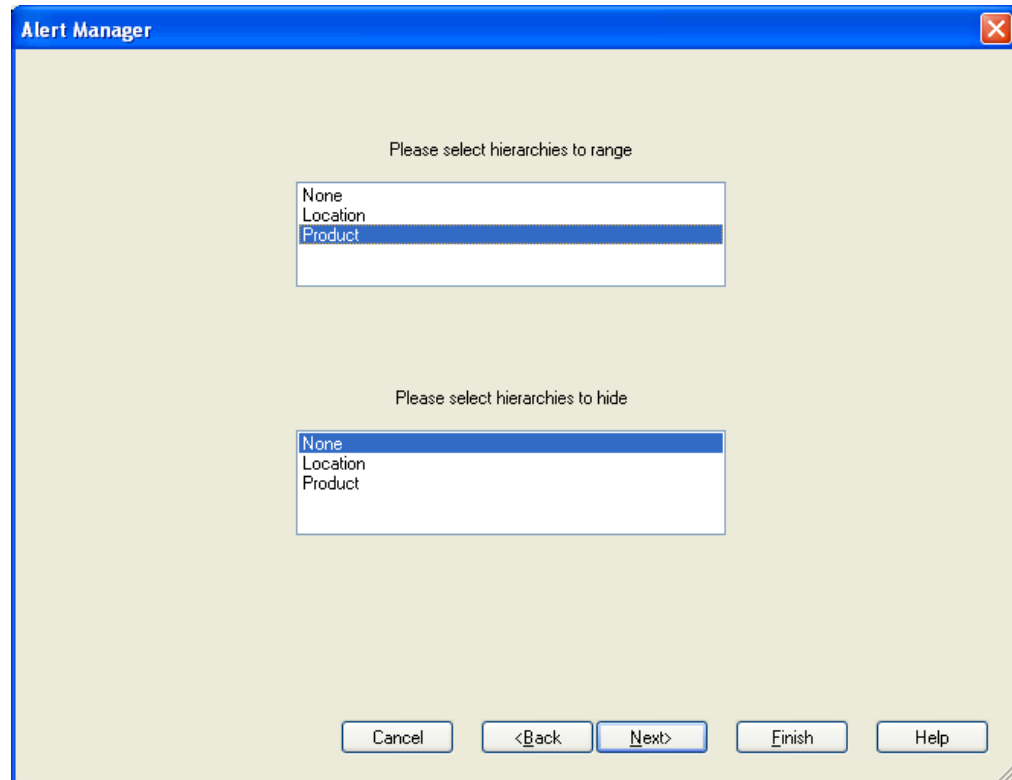 Alert Manager
Please select hierarchies to range
None
Location
Product
Please select hierarchies to hide
None
Location
Product
Cancel <Back Next> Finish Help